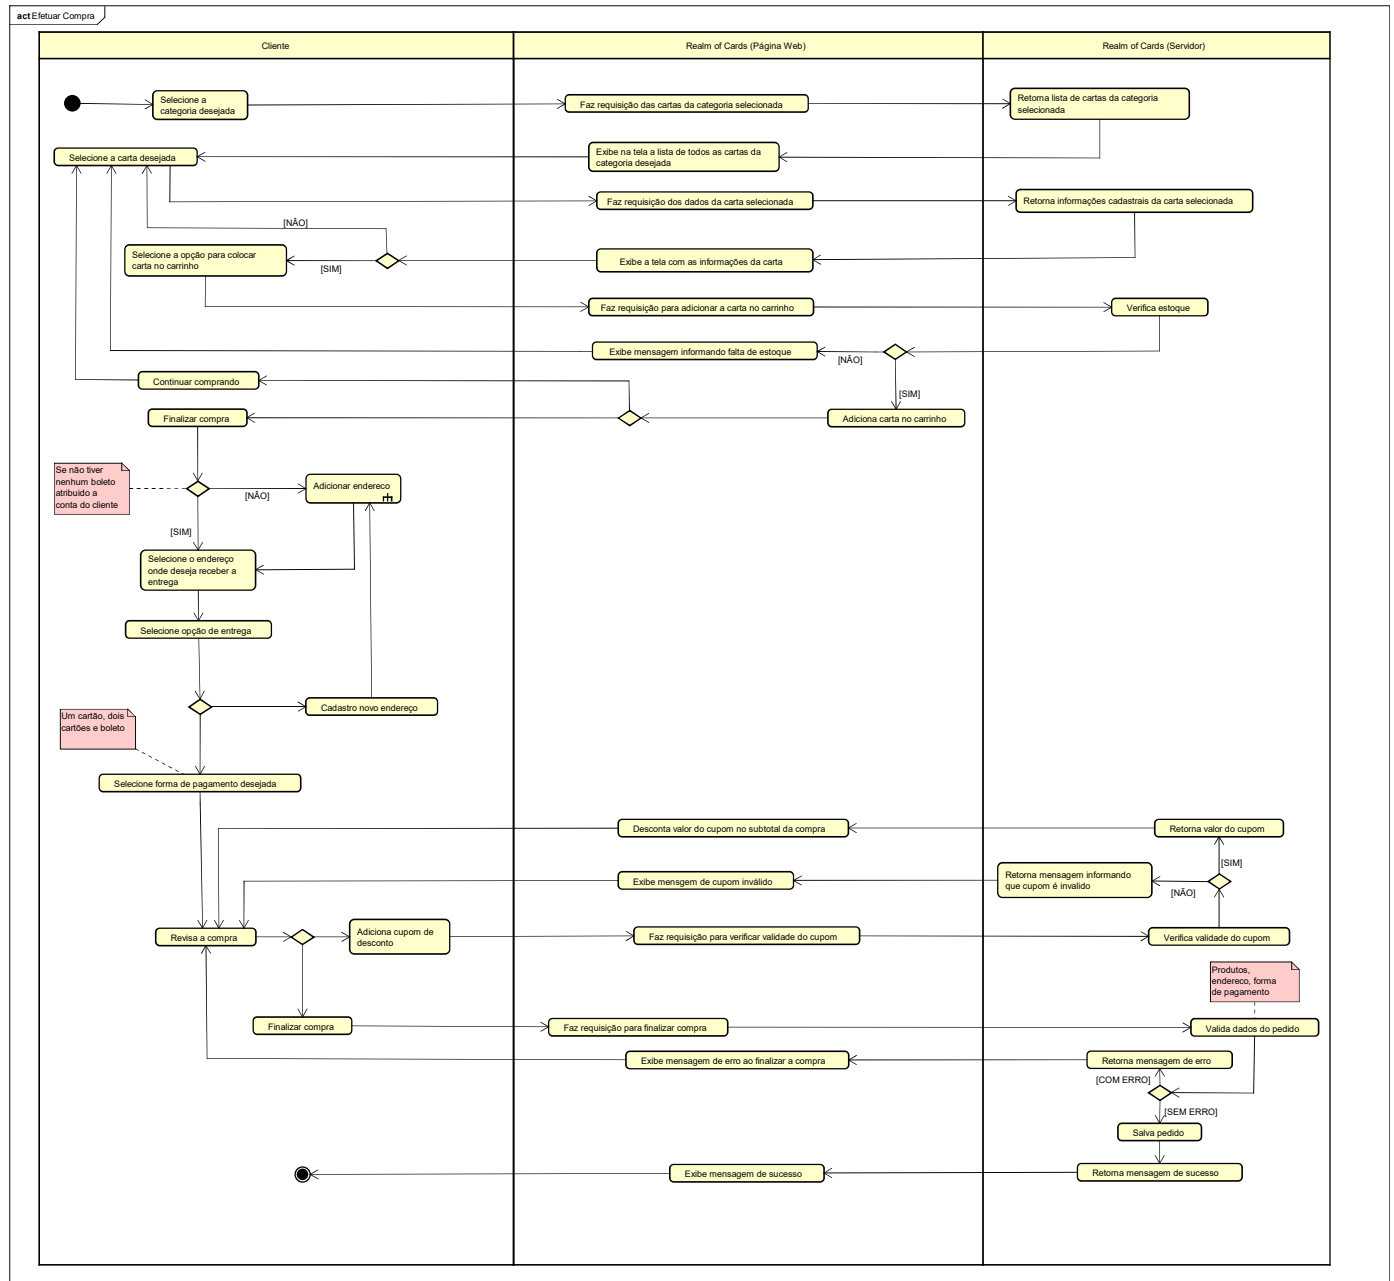 act Efetuar Compra
Cliente
Realm of Cards (Página Web)
Realm of Cards (Servidor)
Selecione a
categoria desejada
Faz requisição das cartas da categoria selecionada
Retorna lista de cartas da categoria
selecionada
Selecione a carta desejada
Exibe na tela a lista de todos as cartas da
categoria desejada
Faz requisição dos dados da carta selecionada
Retorna informações cadastrais da carta selecionada
[NÃO]
Selecione a opção para colocar
carta no carrinho
[SIM]
Exibe a tela com as informações da carta
Faz requisição para adicionar a carta no carrinho
Verifica estoque
Exibe mensagem informando falta de estoque
[NÃO]
Continuar comprando
[SIM]
Finalizar compra
Adiciona carta no carrinho
Se não tiver
nenhum boleto
atribuido a
conta do cliente
[NÃO]
Adicionar endereco
[SIM]
Selecione o endereço
onde deseja receber a
entrega
Selecione opção de entrega
Cadastro novo endereço
Um cartão, dois
cartões e boleto
Selecione forma de pagamento desejada
Desconta valor do cupom no subtotal da compra
Retorna valor do cupom
[SIM]
Exibe mensgem de cupom inválido
Retorna mensagem informando
que cupom é invalido
[NÃO]
Revisa a compra
Adiciona cupom de
desconto
Faz requisição para verificar validade do cupom
Verifica validade do cupom
Produtos,
endereco, forma
de pagamento
Finalizar compra
Faz requisição para finalizar compra
Valida dados do pedido
Exibe mensagem de erro ao finalizar a compra
Retorna mensagem de erro
[COM ERRO]
[SEM ERRO]
Salva pedido
Exibe mensagem de sucesso
Retorna mensagem de sucesso